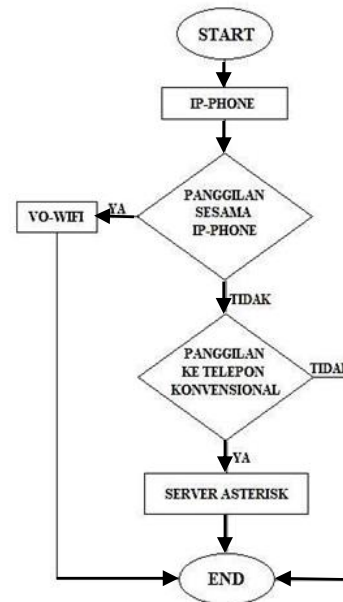 START
IP-PHONE
PANGGILAN
SESAMA
IP-PHONE
YA
VO-WIFI
TIDAK
PANGGILAN
KE TELEPON
KONVENSIONAL
TIDAK
YA
SERVER ASTERISK
END